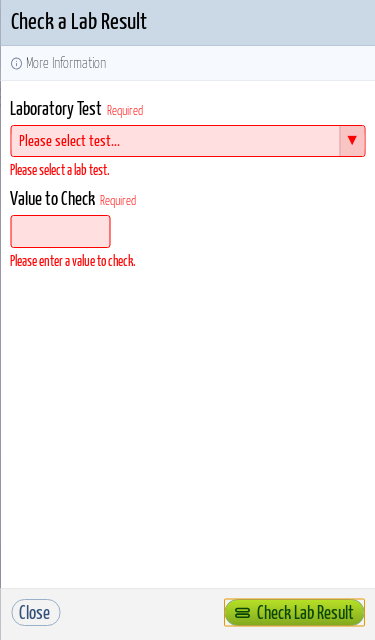 Check a Lab Result
More Information
Laboratory Test Required
Please select test...
Please select a lab test.
Value to Check Required
Please enter a value to check.
Close
Check Lab Result